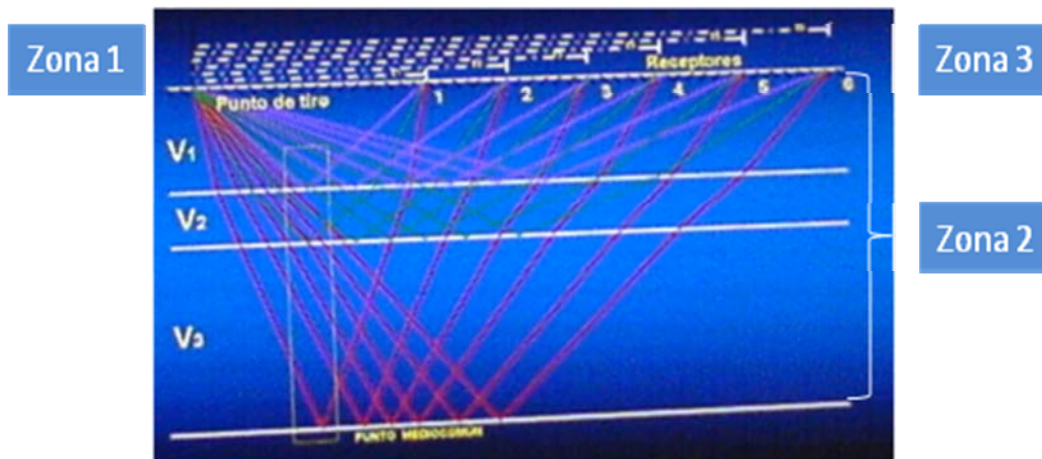 Zona 1
Zona 3
Receptores
Punto de tiro
1
2
3
4
5
6
V1
V2
Zona 2
V3
PUNTO MEDIO COMÚN